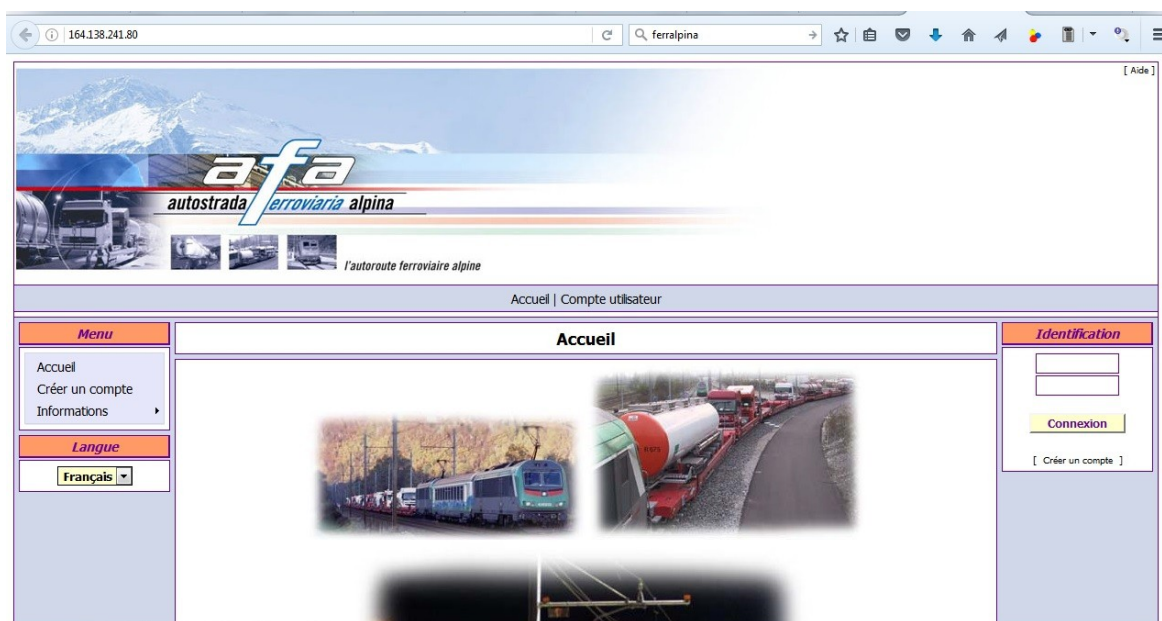 164.138.241.80
ferralpina
[ Aide ]
afa
autostrada ferroviaria alpina
l'autoroute ferroviaire alpine
Accueil | Compte utilisateur
Menu
Accueil
Créer un compte
Informations
Langue
Français
Accueil
Identification
Connexion
[ Créer un compte ]